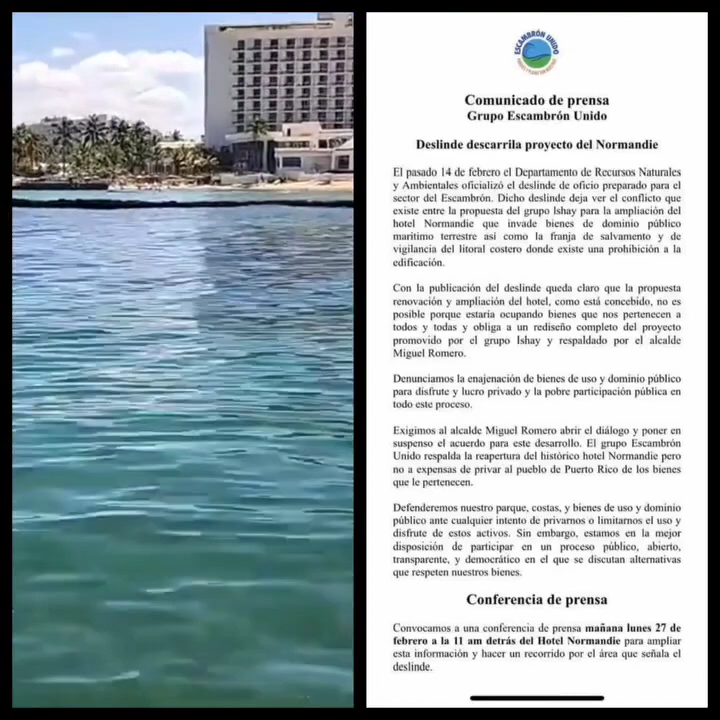 ESCAMBRÓN UNIDO
Comunicado de prensa
Grupo Escambrón Unido
Deslinde descarrila proyecto del Normandie
El pasado 14 de febrero el Departamento de Recursos Naturales
y Ambientales oficializó el deslinde de oficio preparado para el
sector del Escambrón. Dicho deslinde deja ver el conflicto que
existe entre la propuesta del grupo Ishay para la ampliación del
hotel Normandie que invade bienes de dominio público
marítimo terrestre así como la franja de salvamento y de
vigilancia del litoral costero donde existe una prohibición a la
edificación.
Con la publicación del deslinde queda claro que la propuesta
renovación y ampliación del hotel, como está concebido, no es
posible porque estaría ocupando bienes que nos pertenecen a
todos y todas y obliga a un rediseño completo del proyecto
promovido por el grupo Ishay y respaldado por el alcalde
Miguel Romero.
Denunciamos la enajenación de bienes de uso y dominio público
para disfrute y lucro privado y la pobre participación pública en
todo este proceso.
Exigimos al alcalde Miguel Romero abrir el diálogo y poner en
suspenso el acuerdo para este desarrollo. El grupo Escambrón
Unido respalda la reapertura del histórico hotel Normandie pero
no a expensas de privar al pueblo de Puerto Rico de los bienes
que le pertenecen.
Defenderemos nuestro parque, costas, y bienes de uso y dominio
público ante cualquier intento de privarnos o limitarnos el uso y
disfrute de estos activos. Sin embargo, estamos en la mejor
disposición de participar en un proceso público, abierto,
transparente, y democrático en el que se discutan alternativas
que respeten nuestros bienes.
Conferencia de prensa
Convocamos a una conferencia de prensa mañana lunes 27 de
febrero a la 11 am detrás del Hotel Normandie para ampliar
esta información y hacer un recorrido por el área que señala el
deslinde.